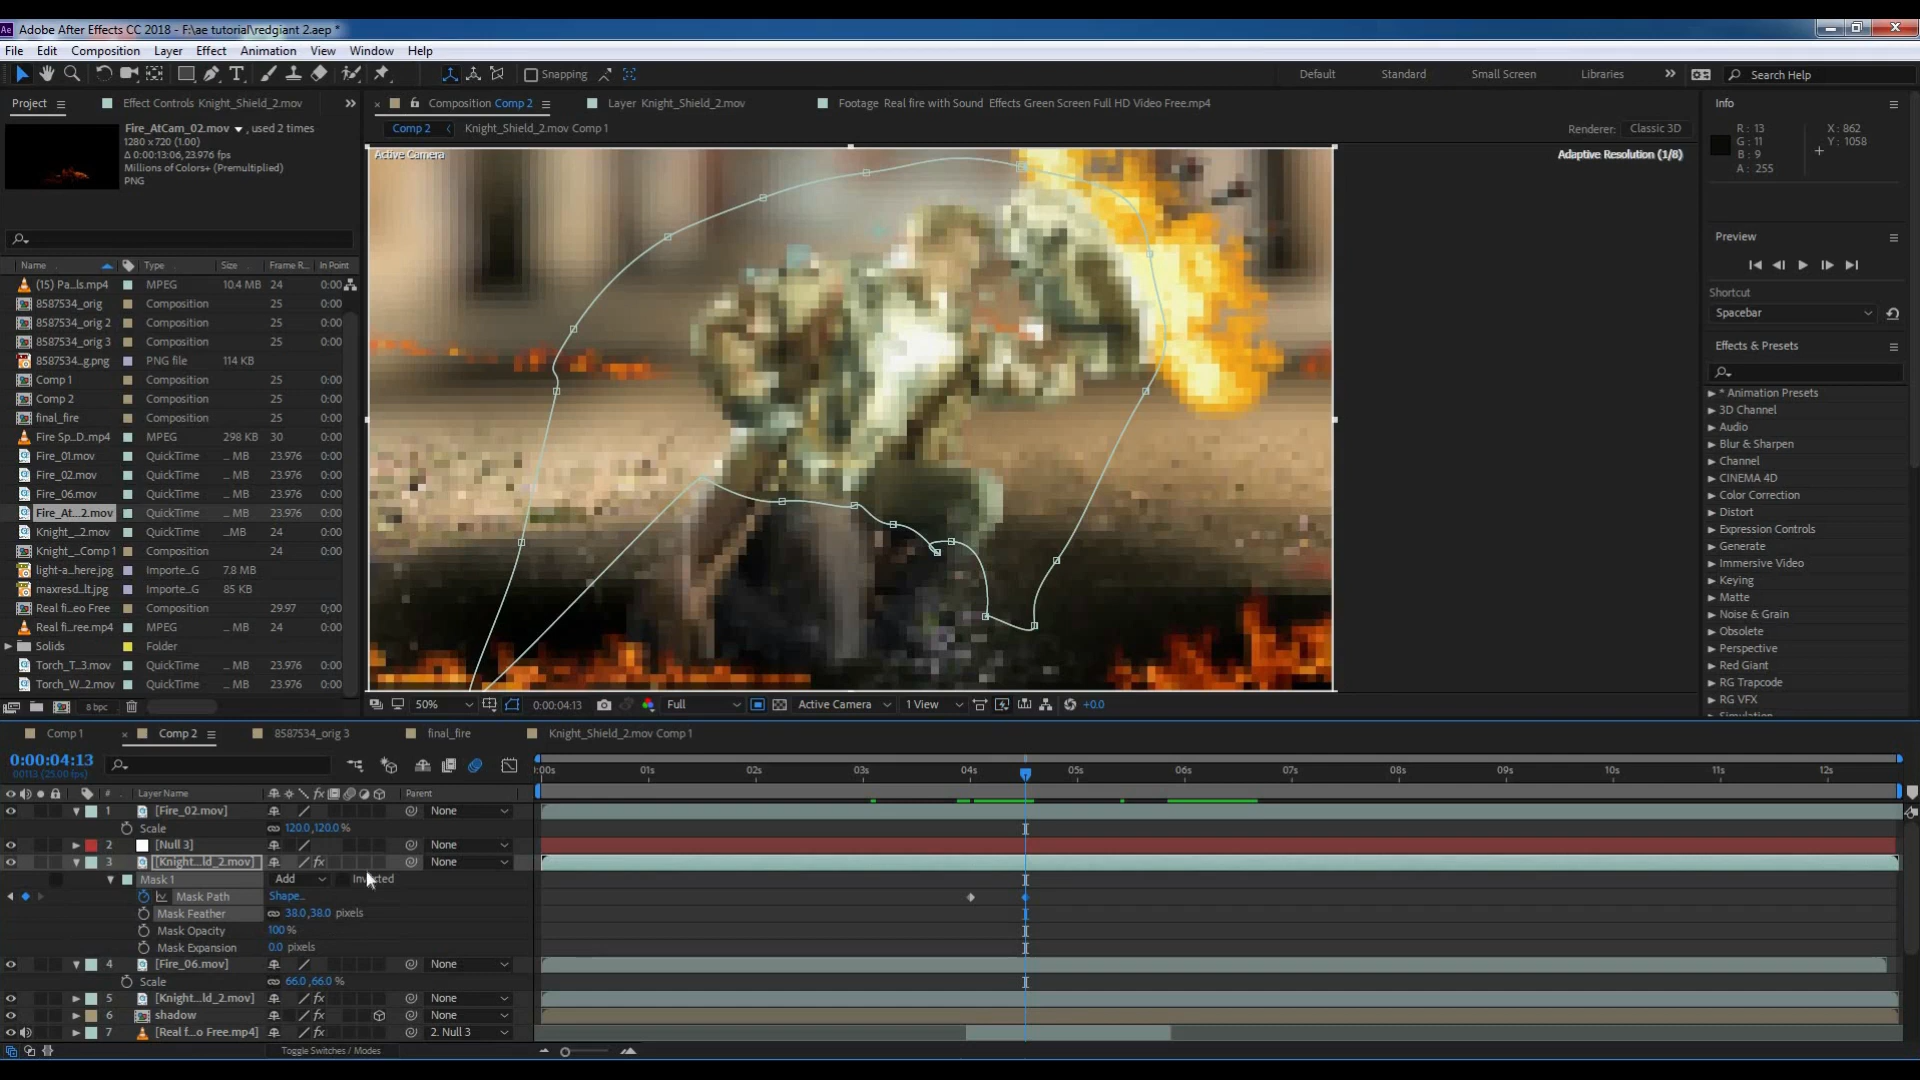 Adobe After Effects CC 2018 - F:\ae tutorial\redgiant 2.aep *
File Edit Composition Layer Effect Animation View Window Help
Snapping Default Standard Small Screen Libraries Search Help
Project Effect Controls Knight_Shield_2.mov
Composition Comp 2 Layer Knight_Shield_2.mov Footage Real fire with Sound Effects Green Screen Full HD Video Free.mp4
Comp 2 Knight_Shield_2.mov Comp 1 Renderer: Classic 3D
Active Camera Adaptive Resolution (1/8)
Fire_AtCam_02.mov , used 2 times
1280 x 720 (1.00)
Δ 0:00:13:06, 23.976 fps
Millions of Colors+ (Premultiplied)
PNG
Name Type Size Frame R... In Point
(15) Pa...ls.mp4 MPEG 10.4 MB 24 0:00
8587534_orig Composition 25 0:00
8587534_orig 2 Composition 25 0:00
8587534_orig 3 Composition 25 0:00
8587534...g.png PNG file 114 KB
Comp 1 Composition 25 0:00
Comp 2 Composition 25 0:00
final_fire Composition 25 0:00
Fire Sp...D.mp4 MPEG 298 KB 30 0:00
Fire_01.mov QuickTime ... MB 23.976 0:00
Fire_02.mov QuickTime ... MB 23.976 0:00
Fire_06.mov QuickTime ... MB 23.976 0:00
Fire_At...2.mov QuickTime ... MB 23.976 0:00
Knight_...2.mov QuickTime ...MB 24 0:00
Knight_...Comp 1 Composition 24 0:00
light-a...here.jpg Importe...G 7.8 MB
maxresd...lt.jpg Importe...G 85 KB
Real fi...eo Free Composition 29.97 0;00
Real fi...ree.mp4 MPEG ... MB 24 0:00
Solids Folder
Torch_T...3.mov QuickTime ... MB 23.976 0:00
Torch_W...2.mov QuickTime ... MB 23.976 0:00
8 bpc
50% 0:00:04:13 Full Active Camera 1 View +0.0
Info
R: 13 X: 862
G: 11 Y: 1058
B: 9
A: 255
Preview
Shortcut
Spacebar
Effects & Presets
* Animation Presets
3D Channel
Audio
Blur & Sharpen
Channel
CINEMA 4D
Color Correction
Distort
Expression Controls
Generate
Immersive Video
Keying
Matte
Noise & Grain
Obsolete
Perspective
Red Giant
RG Trapcode
RG VFX
Simulation
Comp 1 Comp 2 8587534_orig 3 final_fire Knight_Shield_2.mov Comp 1
0:00:04:13
00113 (25.00 fps)
:00s 01s 02s 03s 04s 05s 06s 07s 08s 09s 10s 11s 12s
# Layer Name Parent
1 [Fire_02.mov] None
Scale 120.0,120.0%
2 [Null 3] None
3 [Knight...ld_2.mov] None
Mask 1 Add
Mask Path Shape...
Mask Feather 38.0,38.0 pixels
Mask Opacity 100%
Mask Expansion 0.0 pixels
4 [Fire_06.mov] None
Scale 66.0,66.0%
5 [Knight...ld_2.mov] None
6 shadow None
7 [Real f...o Free.mp4] 2. Null 3
Toggle Switches / Modes